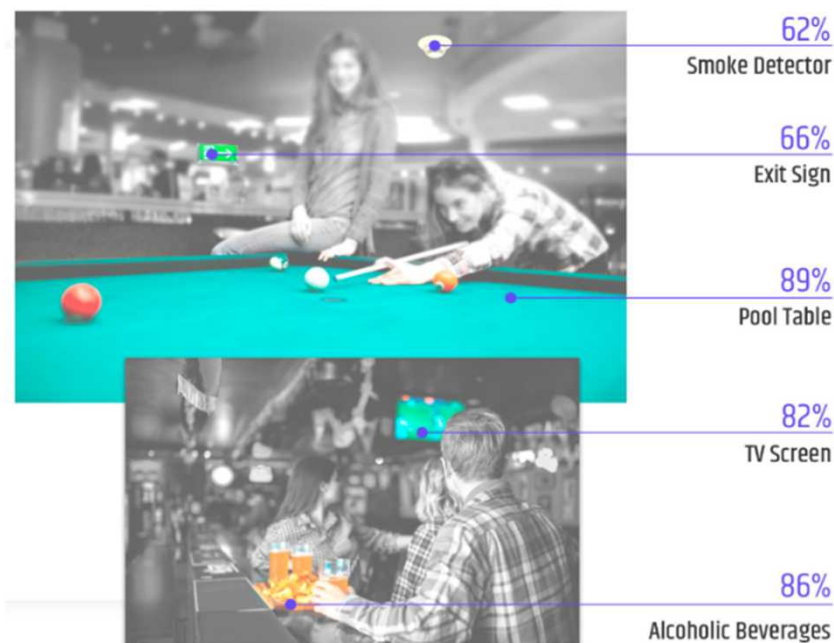 62%
Smoke Detector
66%
Exit Sign
89%
Pool Table
82%
TV Screen
86%
Alcoholic Beverages